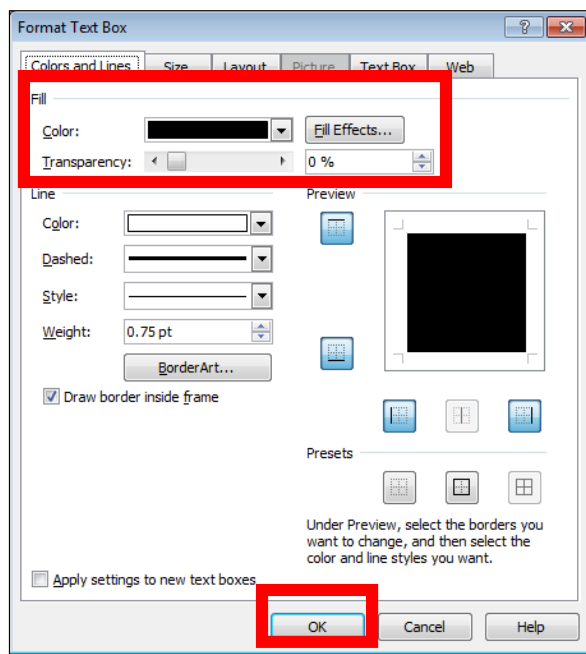 Format Text Box
Colors and Lines Size Layout Picture Text Box Web
Fill
Color: Fill Effects...
Transparency: 0 %
Line Preview
Color:
Dashed:
Style:
Weight: 0.75 pt
BorderArt...
Draw border inside frame
Presets
Under Preview, select the borders you
want to change, and then select the
color and line styles you want.
Apply settings to new text boxes
OK Cancel Help